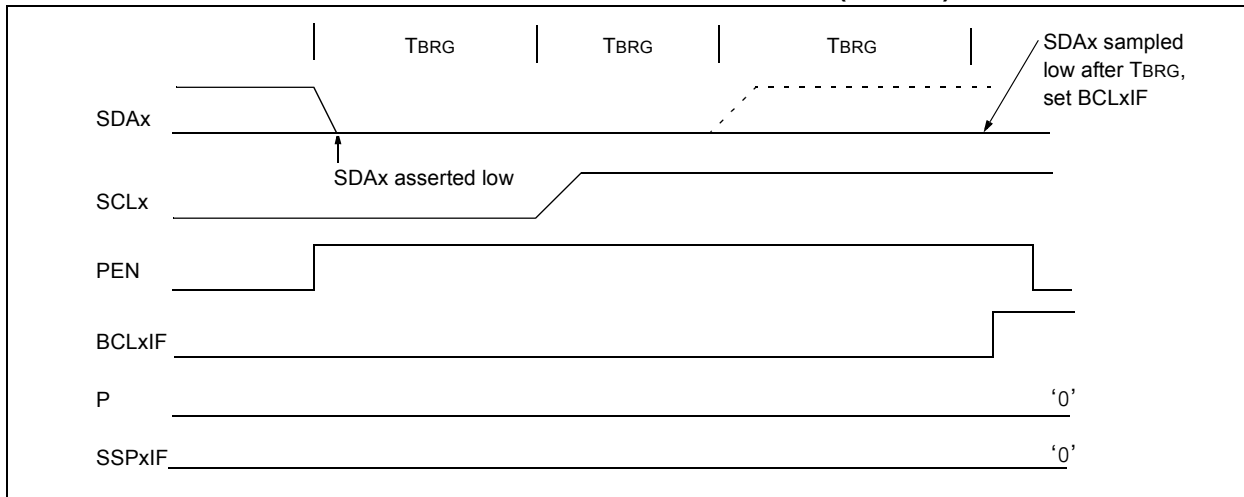 TBRG TBRG TBRG
SDAx sampled
low after TBRG,
set BCLxIF
SDAx
SDAx asserted low
SCLx
PEN
BCLxIF
P
‘0’
SSPxIF
‘0’